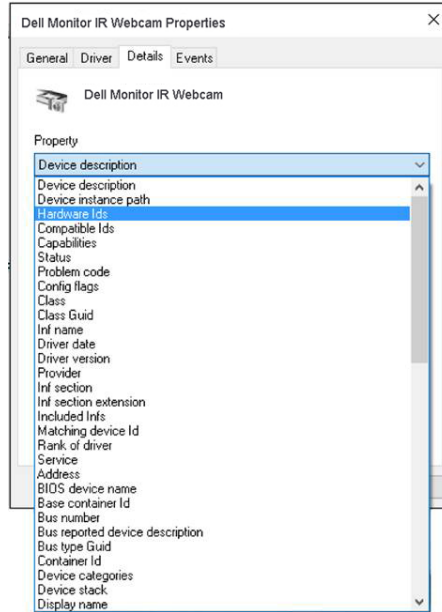 Dell Monitor IR Webcam Properties
General Driver Details Events
Dell Monitor IR Webcam
Property
Device description
Device description
Device instance path
Hardware Ids
Compatible Ids
Capabilities
Status
Problem code
Config flags
Class
Class Guid
Inf name
Driver date
Driver version
Provider
Inf section
Inf section extension
Included Infs
Matching device Id
Rank of driver
Service
Address
BIOS device name
Base container Id
Bus number
Bus reported device description
Bus type Guid
Container Id
Device categories
Device stack
Display name